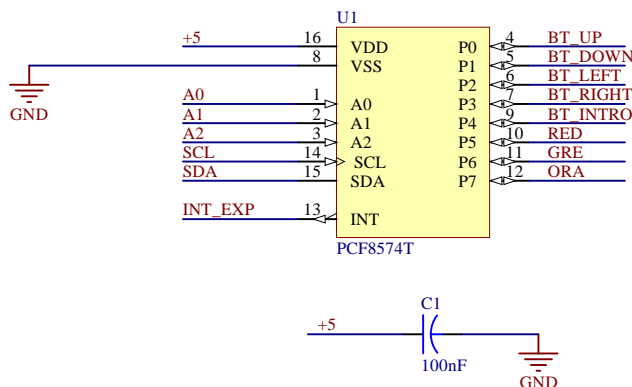 U1
+5 16 VDD P0 4 BT_UP
8 VSS P1 5 BT_DOWN
P2 6 BT_LEFT
GND
A0 1 A0 P3 7 BT_RIGHT
A1 2 A1 P4 9 BT_INTRO
A2 3 A2 P5 10 RED
SCL 14 SCL P6 11 GRE
SDA 15 SDA P7 12 ORA
INT_EXP 13 INT
PCF8574T
C1
+5
100nF
GND